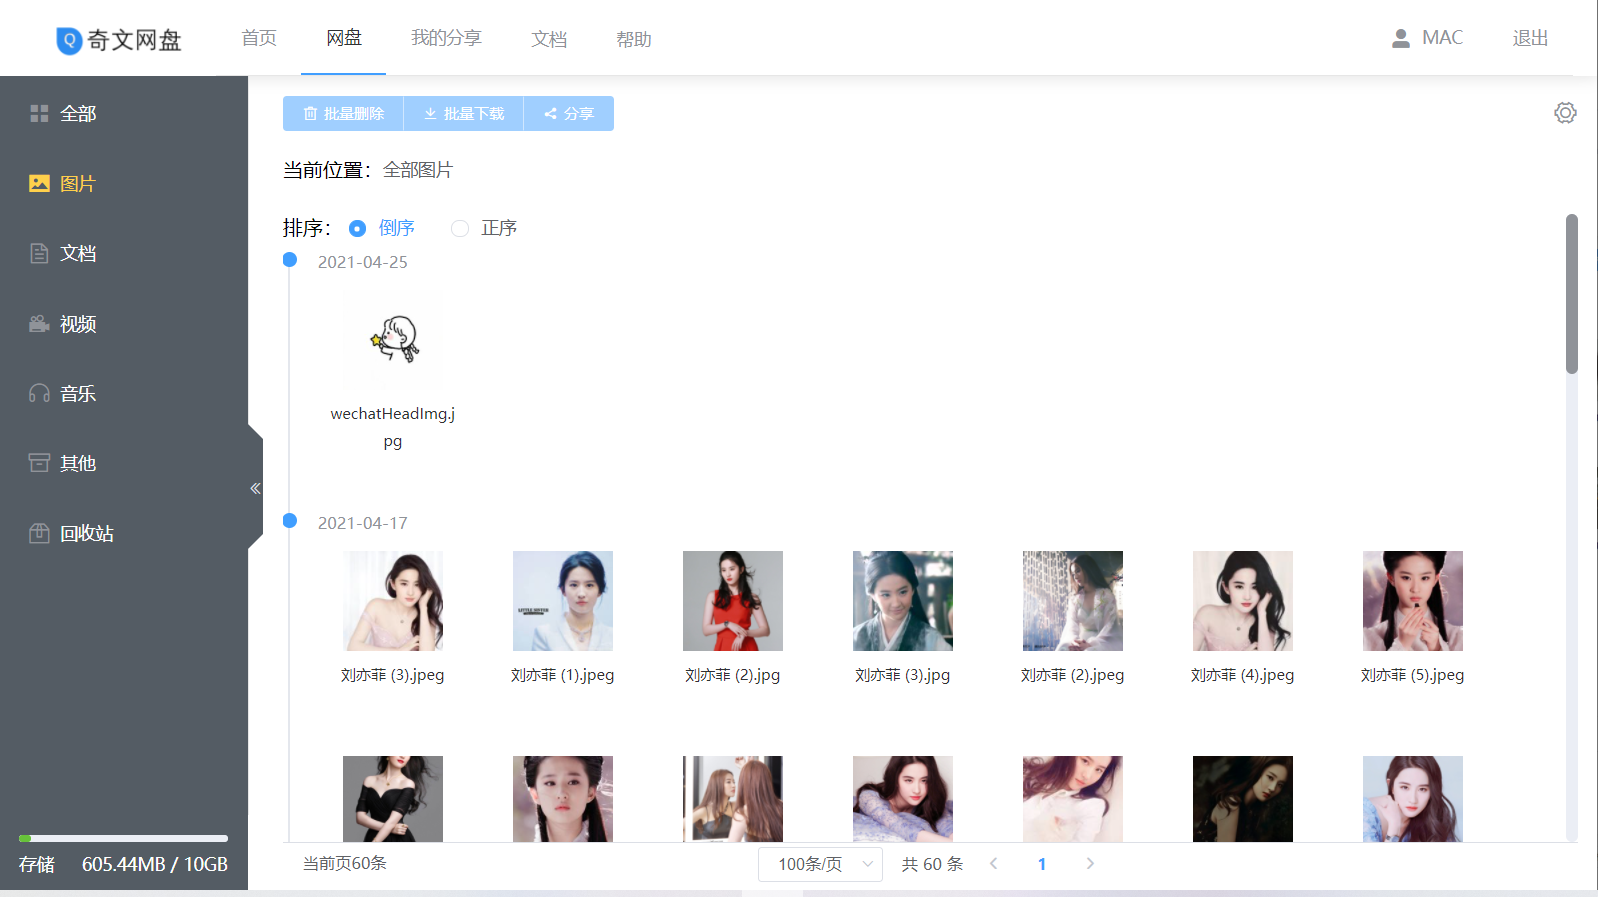 奇文网盘
首页
网盘
我的分享
文档
帮助
MAC
退出
全部
图片
文档
视频
音乐
其他
回收站
存储 605.44MB / 10GB
批量删除
批量下载
分享
当前位置：全部图片
排序： 倒序 正序
2021-04-25
wechatHeadImg.j
pg
2021-04-17
LITTLE SISTER
刘亦菲 (3).jpeg
刘亦菲 (1).jpeg
刘亦菲 (2).jpg
刘亦菲 (3).jpg
刘亦菲 (2).jpeg
刘亦菲 (4).jpeg
刘亦菲 (5).jpeg
当前页60条
100条/页
共 60 条
1